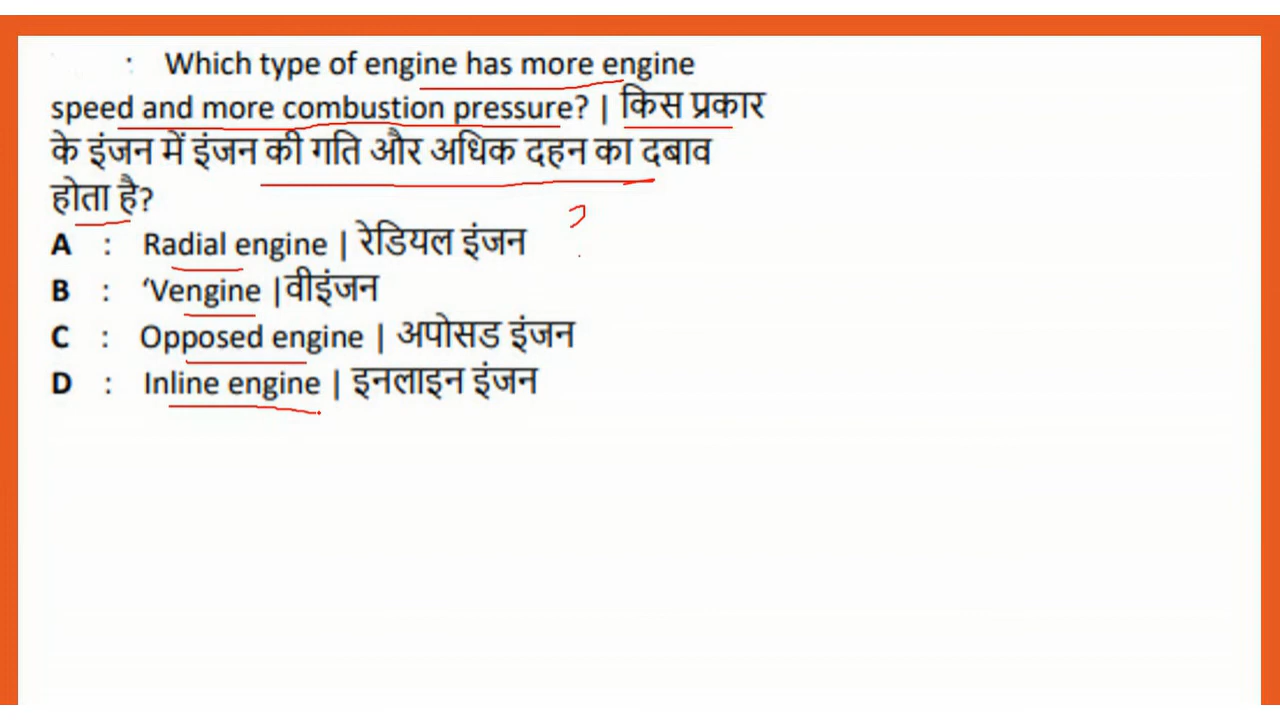 : Which type of engine has more engine
speed and more combustion pressure? | किस प्रकार
के इंजन में इंजन की गति और अधिक दहन का दबाव
होता है?
A : Radial engine | रेडियल इंजन
B : ‘Vengine |वीइंजन
C : Opposed engine | अपोसड इंजन
D : Inline engine | इनलाइन इंजन